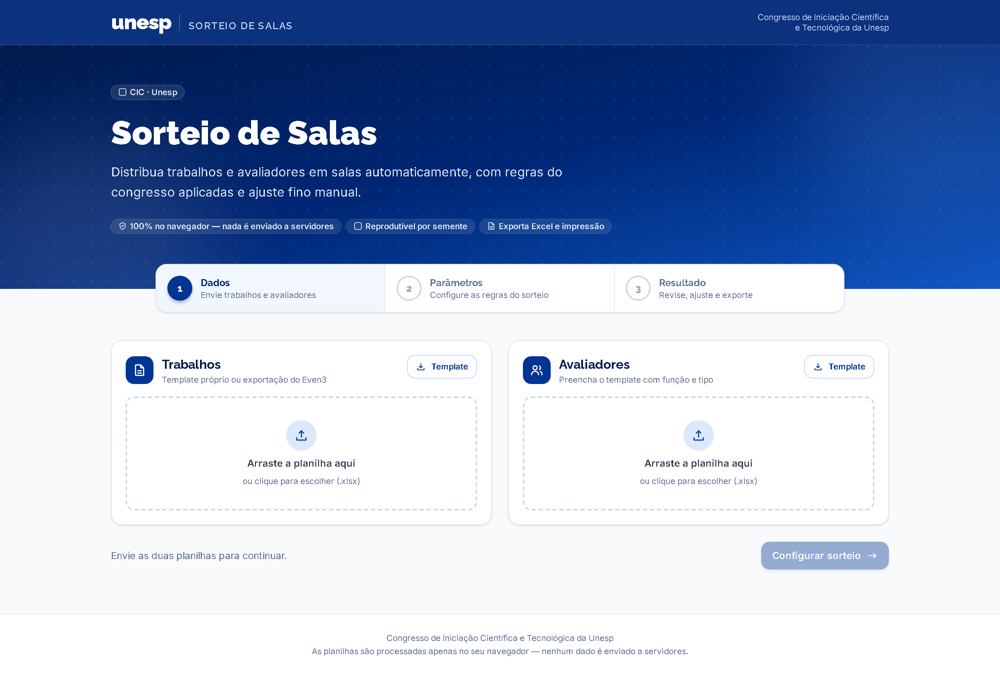 unesp
SORTEIO DE SALAS
Congresso de Iniciação Científica
e Tecnológica da Unesp
CIC · Unesp
Sorteio de Salas
Distribua trabalhos e avaliadores em salas automaticamente, com regras do
congresso aplicadas e ajuste fino manual.
100% no navegador — nada é enviado a servidores
Reprodutível por semente
Exporta Excel e impressão
1
Dados
Envie trabalhos e avaliadores
2
Parâmetros
Configure as regras do sorteio
3
Resultado
Revise, ajuste e exporte
Trabalhos
Template próprio ou exportação do Even3
Template
Arraste a planilha aqui
ou clique para escolher (.xlsx)
Avaliadores
Preencha o template com função e tipo
Template
Arraste a planilha aqui
ou clique para escolher (.xlsx)
Envie as duas planilhas para continuar.
Configurar sorteio →
Congresso de Iniciação Científica e Tecnológica da Unesp
As planilhas são processadas apenas no seu navegador — nenhum dado é enviado a servidores.